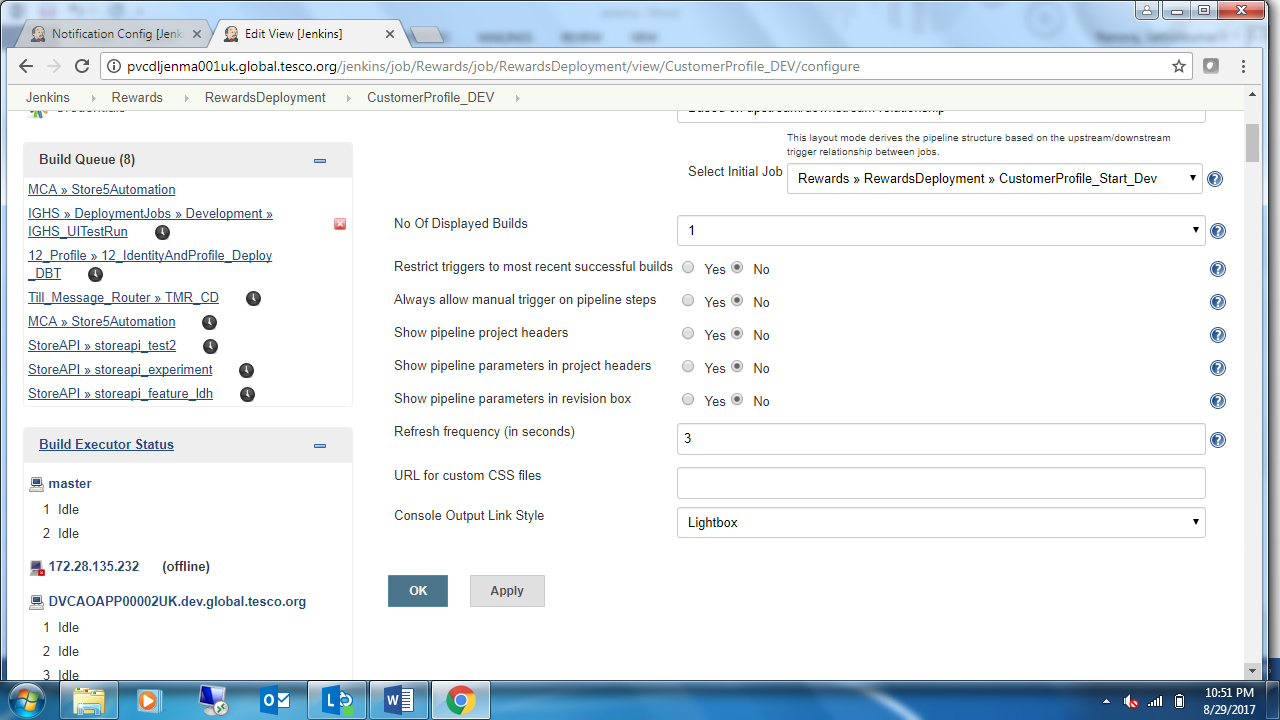 Notification Config [Jenk
Edit View [Jenkins]
pvcdljenma001uk.global.tesco.org/jenkins/job/Rewards/job/RewardsDeployment/view/CustomerProfile_DEV/configure
Jenkins
Rewards
RewardsDeployment
CustomerProfile_DEV
Credentials
Build Queue (8)
MCA » Store5Automation
IGHS » DeploymentJobs » Development »
IGHS_UITestRun
12_Profile » 12_IdentityAndProfile_Deploy
_DBT
Till_Message_Router » TMR_CD
MCA » Store5Automation
StoreAPI » storeapi_test2
StoreAPI » storeapi_experiment
StoreAPI » storeapi_feature_ldh
Build Executor Status
master
1 Idle
2 Idle
172.28.135.232 (offline)
DVCAOAPP00002UK.dev.global.tesco.org
1 Idle
2 Idle
3 Idle
Based on upstream/downstream relationship
This layout mode derives the pipeline structure based on the upstream/downstream
trigger relationship between jobs.
Select Initial Job
Rewards » RewardsDeployment » CustomerProfile_Start_Dev
No Of Displayed Builds
1
Restrict triggers to most recent successful builds Yes No
Always allow manual trigger on pipeline steps Yes No
Show pipeline project headers Yes No
Show pipeline parameters in project headers Yes No
Show pipeline parameters in revision box Yes No
Refresh frequency (in seconds)
3
URL for custom CSS files
Console Output Link Style
Lightbox
OK
Apply
10:51 PM
8/29/2017